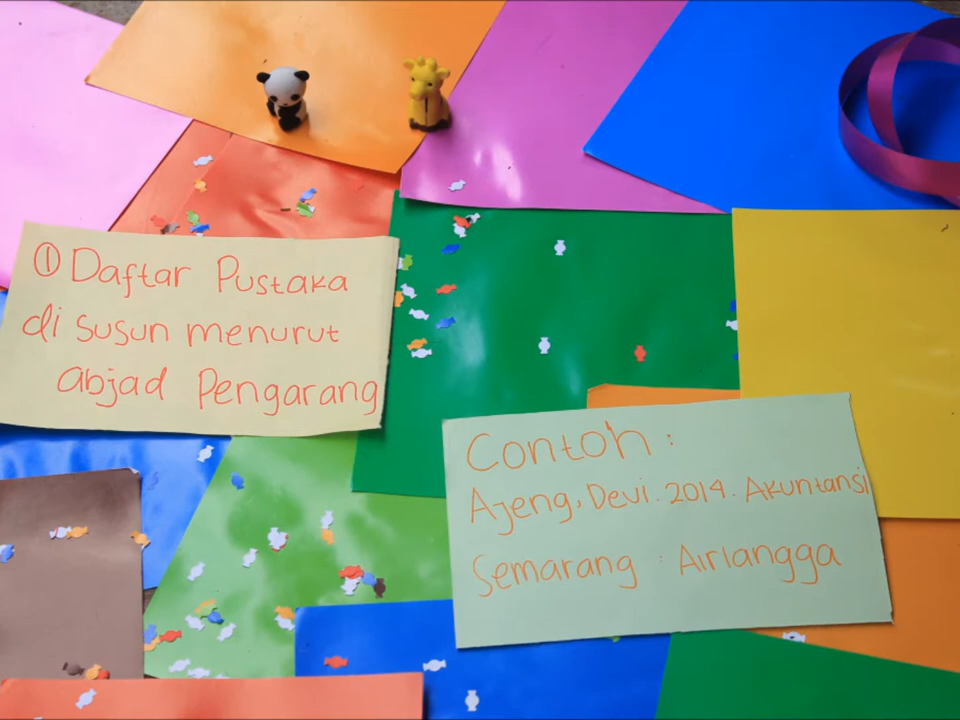 ① Daftar Pustaka
di susun menurut
abjad Pengarang
Contoh :
Ajeng, Devi. 2014. Akuntansi
Semarang : Airlangga